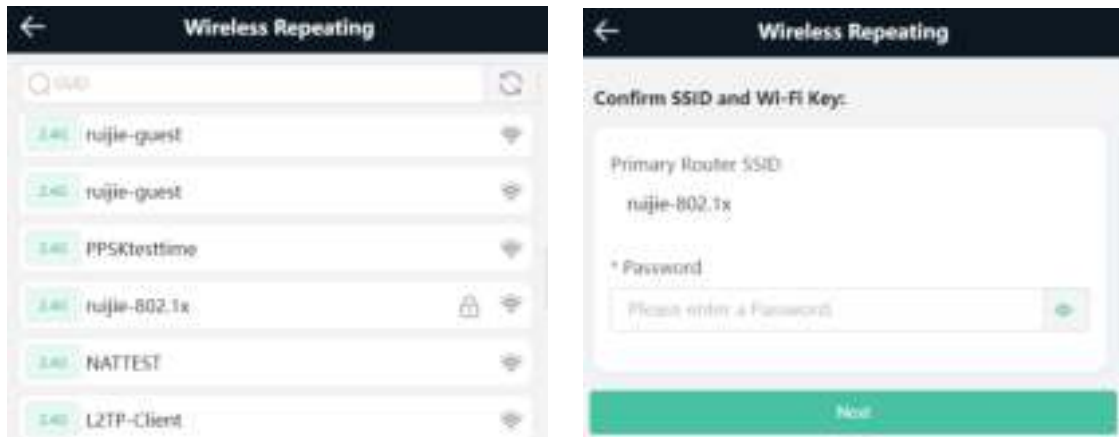 Wireless Repeating
SSID
2.4G ruijie-guest
2.4G ruijie-guest
2.4G PPSKtesttime
2.4G ruijie-802.1x
2.4G NATTEST
2.4G L2TP-Client
Wireless Repeating
Confirm SSID and Wi-Fi Key:
Primary Router SSID
ruijie-802.1x
* Password
Please enter a Password.
Next